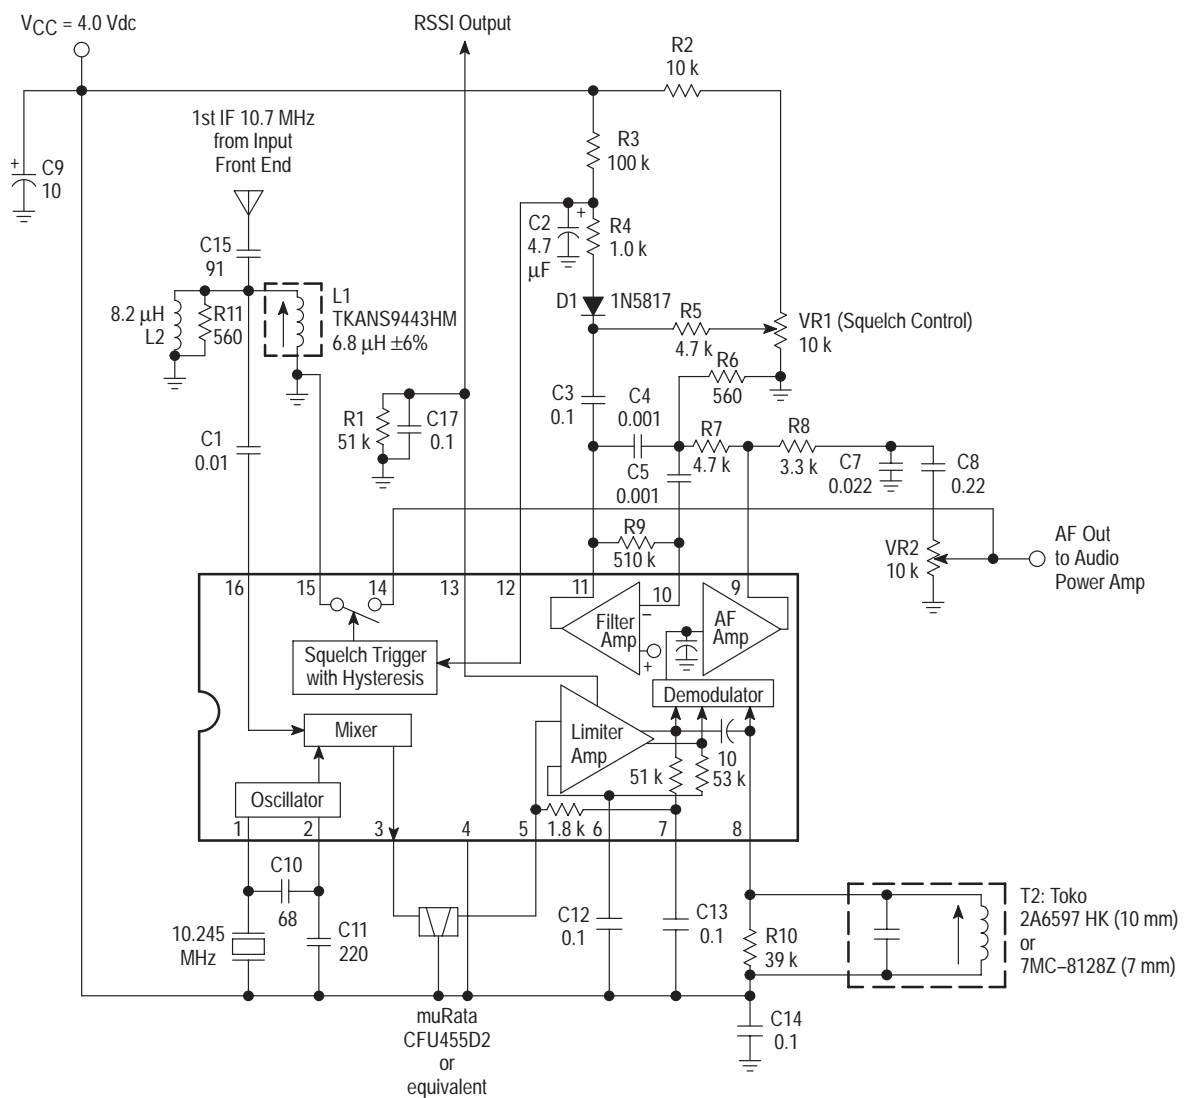 VCC = 4.0 Vdc
RSSI Output
R2
10 k
1st IF 10.7 MHz
from Input
Front End
+
C9
10
R3
100 k
C15
91
C2
4.7
µF
+
R4
1.0 k
8.2 µH
L2
R11
560
L1
TKANS9443HM
6.8 µH ±6%
D1
1N5817
R5
4.7 k
VR1 (Squelch Control)
10 k
R6
560
C3
0.1
C4
0.001
R1
51 k
C17
0.1
C1
0.01
R7
4.7 k
R8
3.3 k
C5
0.001
C7
0.022
C8
0.22
R9
510 k
VR2
10 k
AF Out
to Audio
Power Amp
16
15
14
13
12
11
10
9
Filter
Amp
–
+
AF
Amp
Squelch Trigger
with Hysteresis
Demodulator
Mixer
Limiter
Amp
10
51 k
53 k
Oscillator
1.8 k
1
2
3
4
5
6
7
8
C10
68
10.245
MHz
C11
220
C12
0.1
C13
0.1
R10
39 k
T2: Toko
2A6597 HK (10 mm)
or
7MC–8128Z (7 mm)
muRata
CFU455D2
or
equivalent
C14
0.1